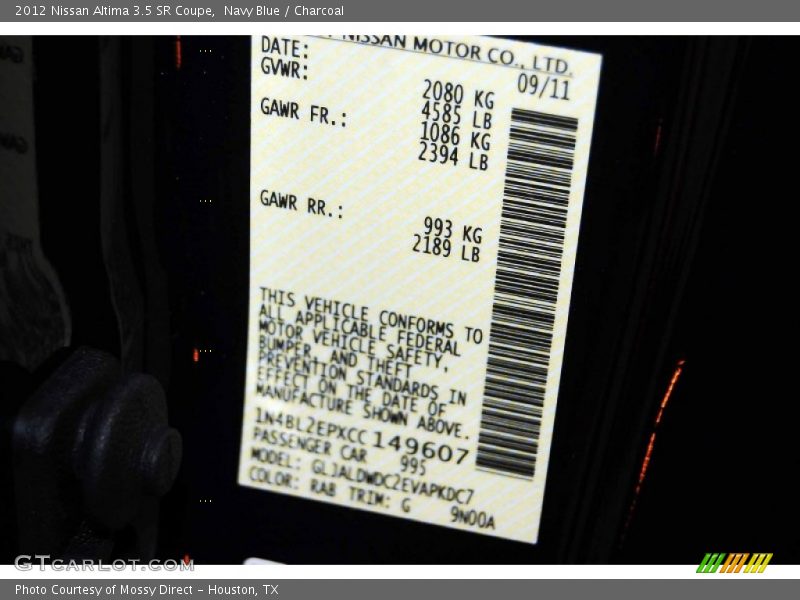 2012 Nissan Altima 3.5 SR Coupe, Navy Blue / Charcoal
NISSAN MOTOR CO., LTD.
DATE: 09/11
GVWR: 2080 KG
4585 LB
GAWR FR.: 1086 KG
2394 LB
GAWR RR.: 993 KG
2189 LB
THIS VEHICLE CONFORMS TO
ALL APPLICABLE FEDERAL
MOTOR VEHICLE SAFETY,
BUMPER, AND THEFT
PREVENTION STANDARDS IN
EFFECT ON THE DATE OF
MANUFACTURE SHOWN ABOVE.
1N4BL2EPXCC149607
PASSENGER CAR 995
MODEL: GLJALDWDC2EVAPKDC7
COLOR: RAB TRIM: G 9N00A
GTCARLOT.COM
Photo Courtesy of Mossy Direct - Houston, TX